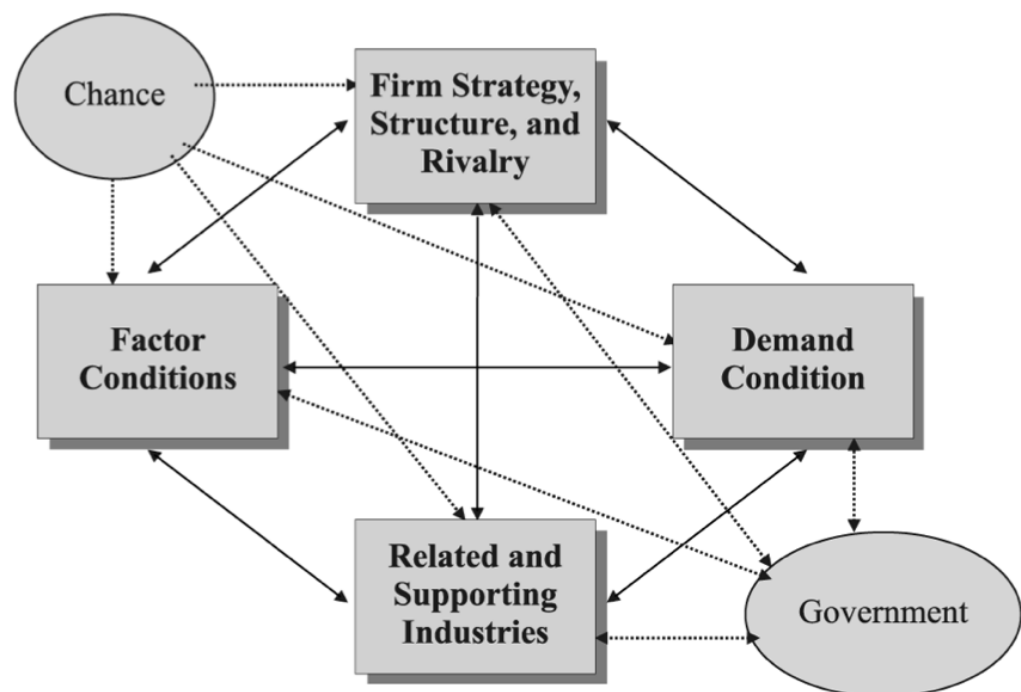 Chance
Firm Strategy,
Structure, and
Rivalry
Factor
Conditions
Demand
Condition
Related and
Supporting
Industries
Government